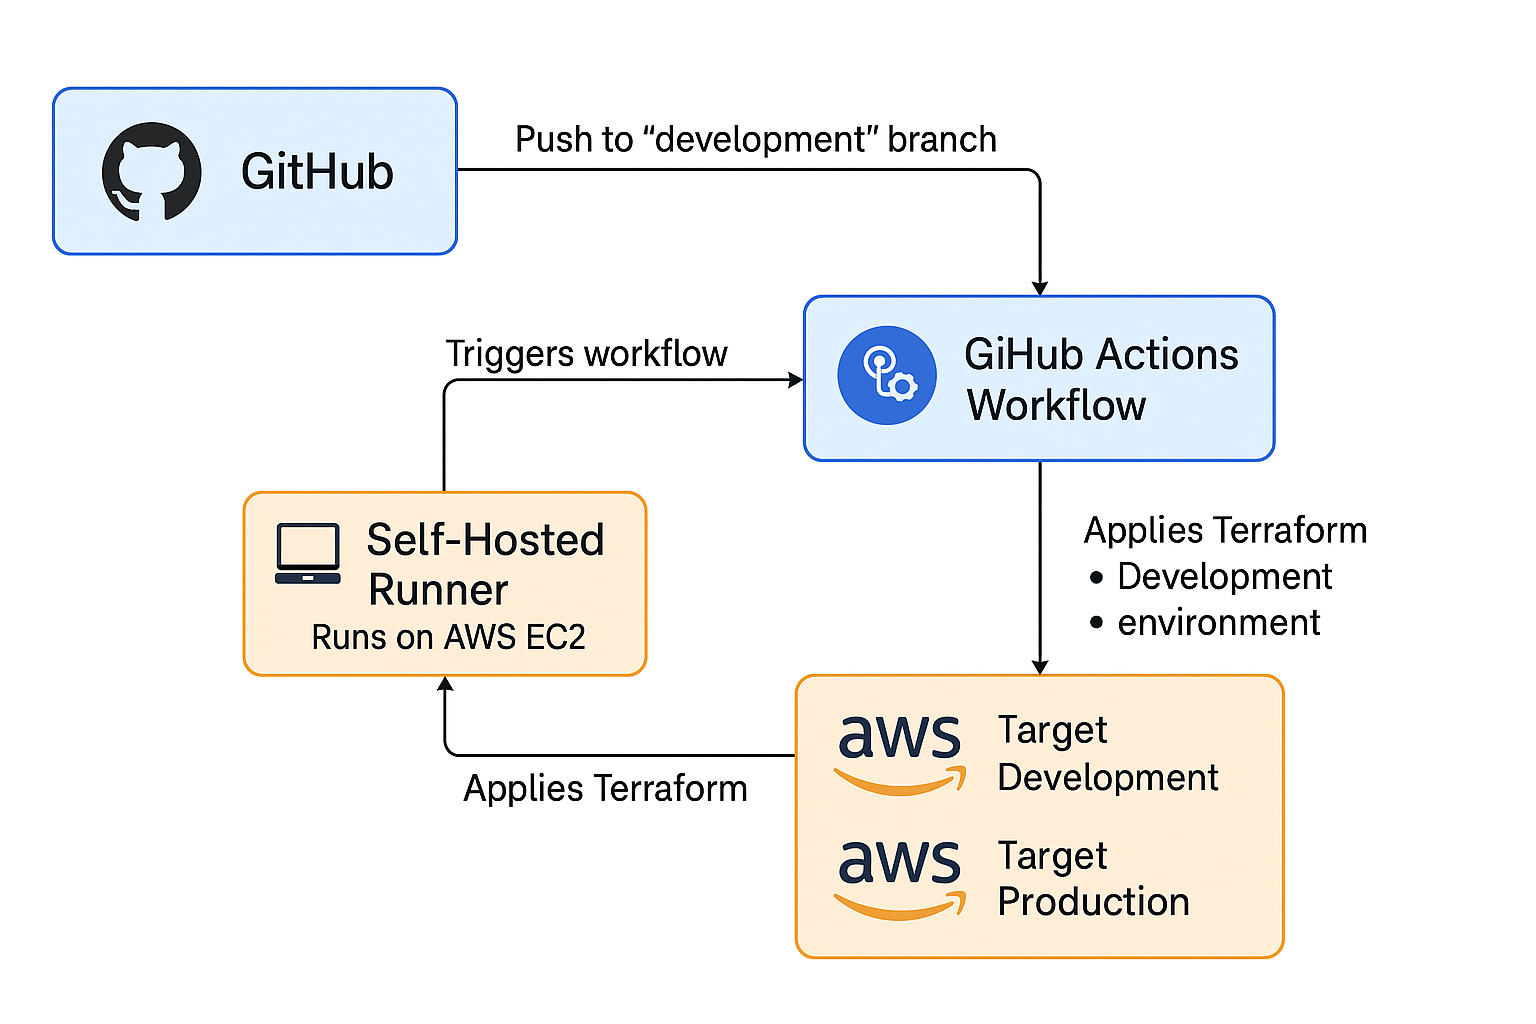 GitHub
Push to “development” branch
Triggers workflow
GiHub Actions
Workflow
Self-Hosted
Runner
Runs on AWS EC2
Applies Terraform
• Development
• environment
Applies Terraform
aws
Target
Development
aws
Target
Production